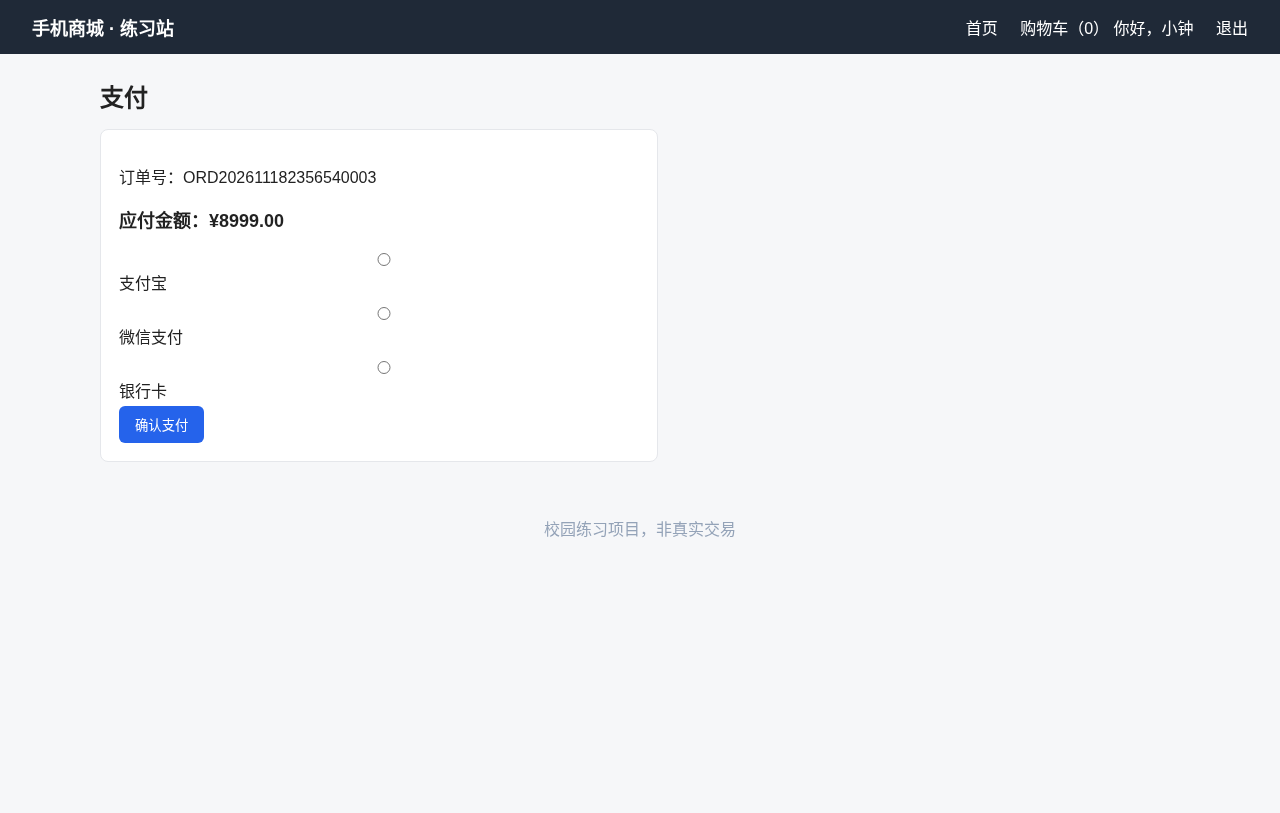 手机商城 · 练习站
首页 购物车（0） 你好，小钟 退出
支付
订单号：ORD202611182356540003
应付金额：¥8999.00
支付宝
微信支付
银行卡
确认支付
校园练习项目，非真实交易